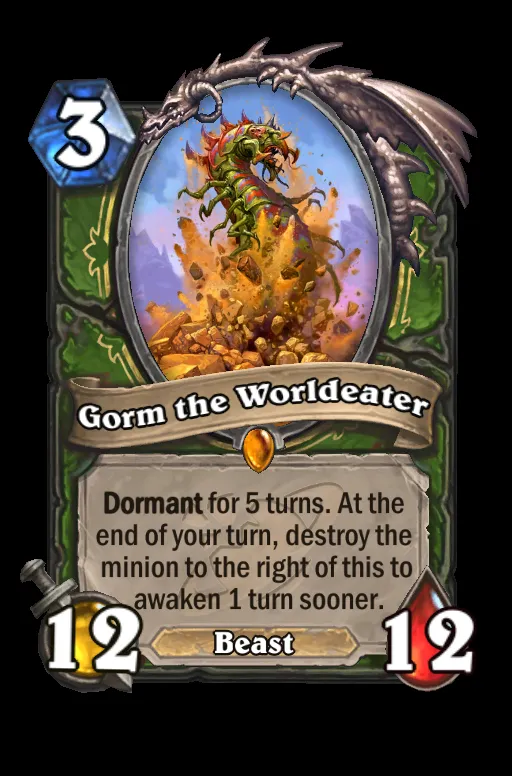 3
Gorm the Worldeater
Dormant for 5 turns. At the
end of your turn, destroy the
minion to the right of this to
awaken 1 turn sooner.
12
Beast
12